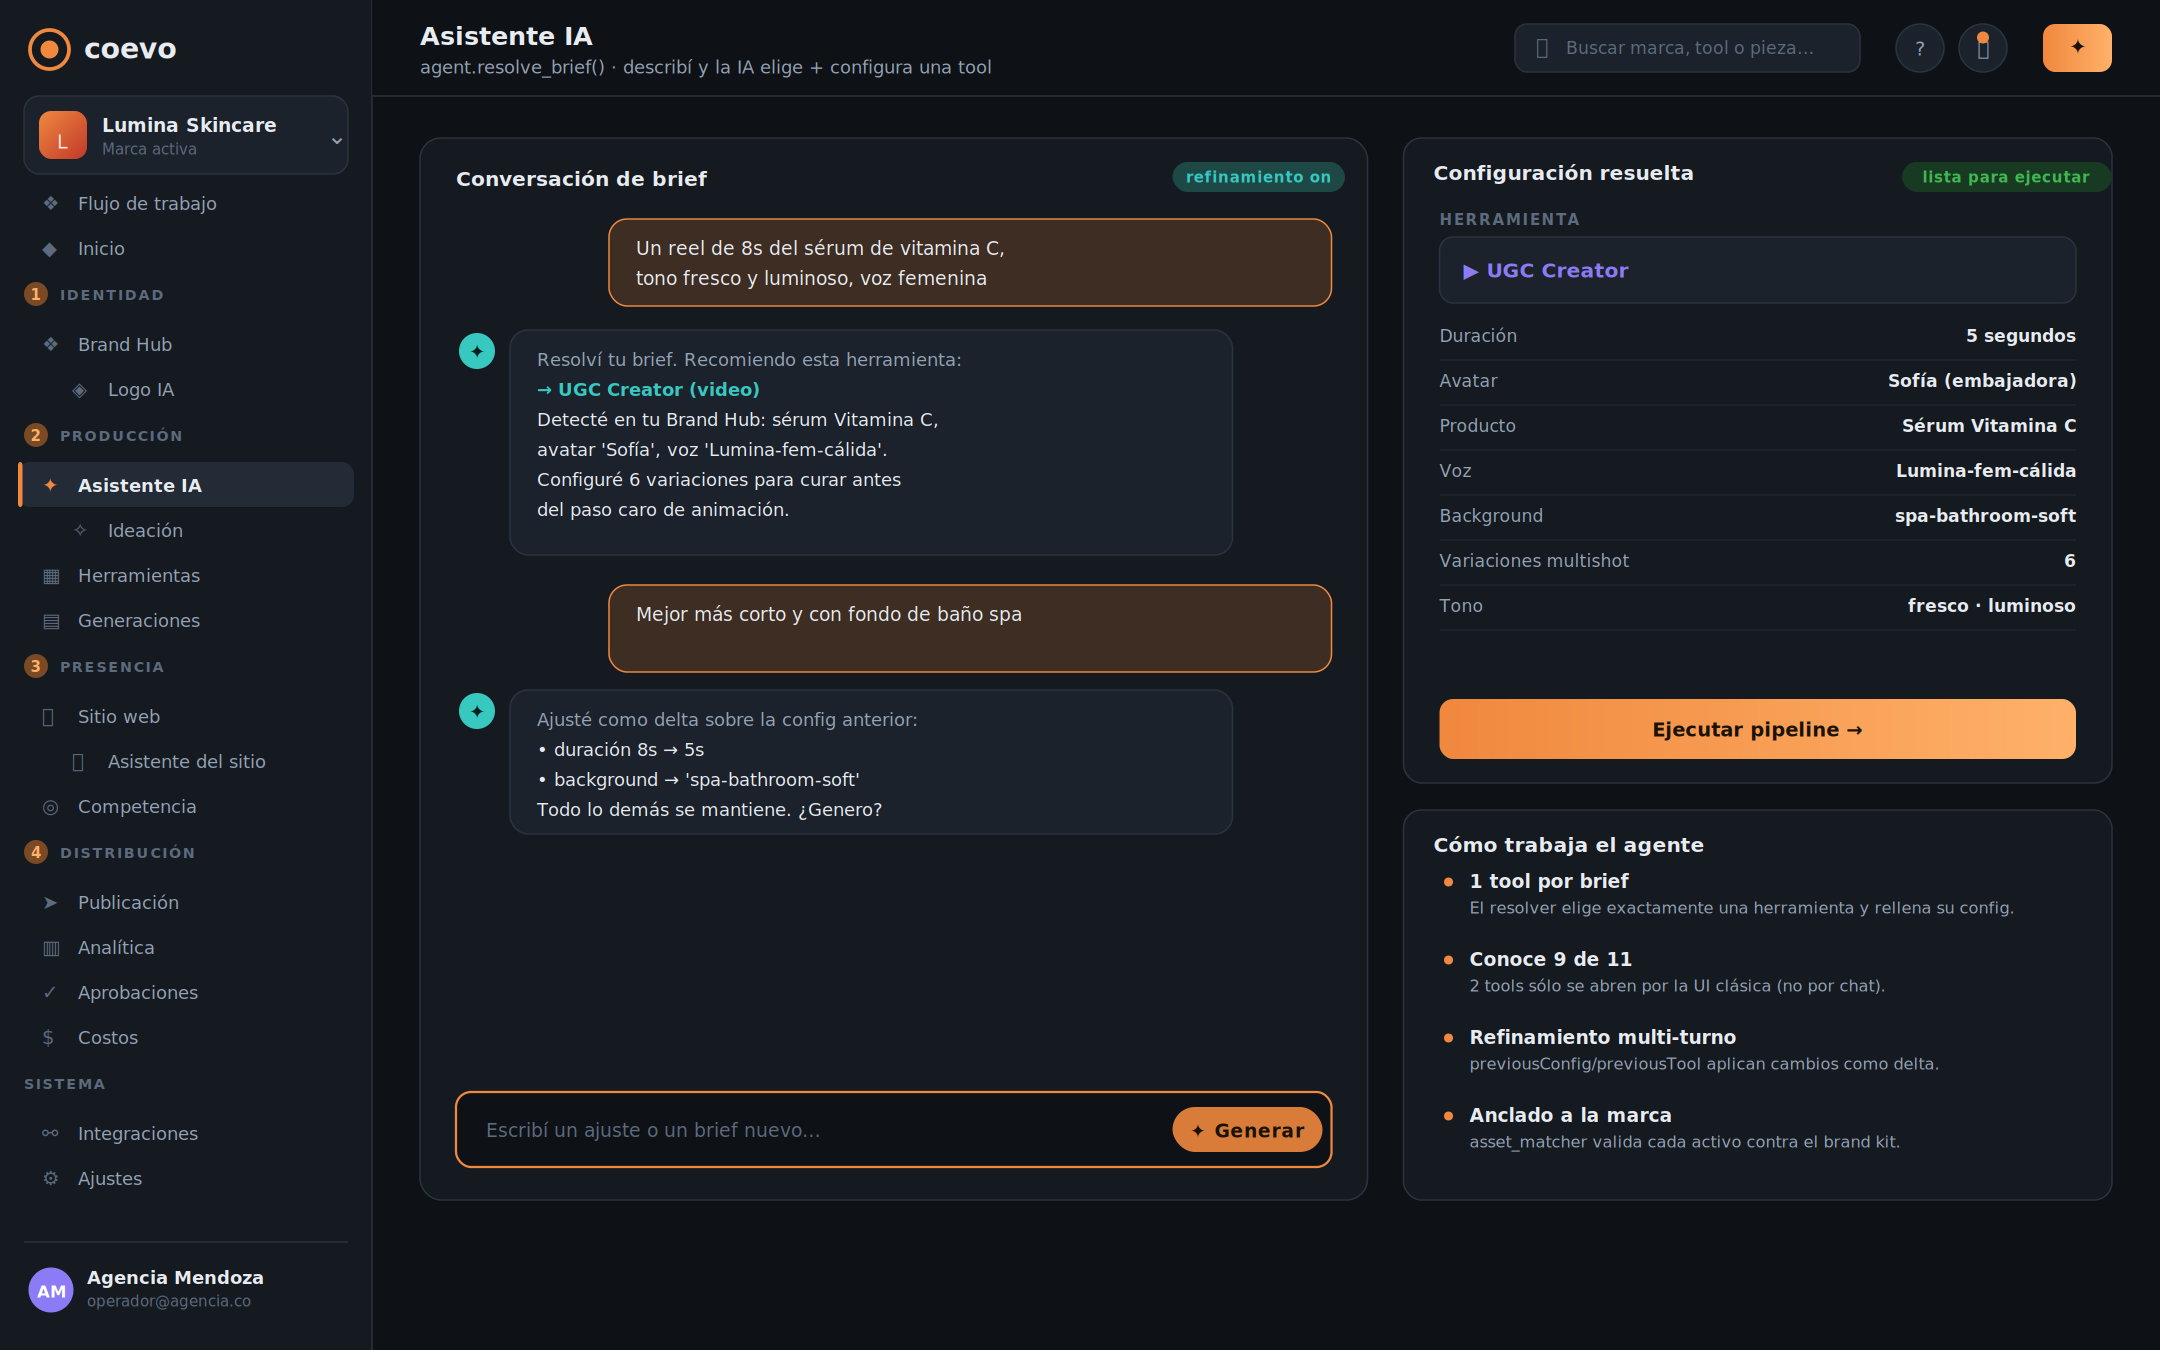 coevo
L
Lumina Skincare
Marca activa
Flujo de trabajo
Inicio
1 IDENTIDAD
Brand Hub
Logo IA
2 PRODUCCIÓN
Asistente IA
Ideación
Herramientas
Generaciones
3 PRESENCIA
Sitio web
Asistente del sitio
Competencia
4 DISTRIBUCIÓN
Publicación
Analítica
✓ Aprobaciones
$ Costos
SISTEMA
Integraciones
Ajustes
AM
Agencia Mendoza
operador@agencia.co
Asistente IA
agent.resolve_brief() · describí y la IA elige + configura una tool
Buscar marca, tool o pieza…
?
Conversación de brief
refinamiento on
Un reel de 8s del sérum de vitamina C,
tono fresco y luminoso, voz femenina
Resolví tu brief. Recomiendo esta herramienta:
→ UGC Creator (video)
Detecté en tu Brand Hub: sérum Vitamina C,
avatar 'Sofía', voz 'Lumina-fem-cálida'.
Configuré 6 variaciones para curar antes
del paso caro de animación.
Mejor más corto y con fondo de baño spa
Ajusté como delta sobre la config anterior:
• duración 8s → 5s
• background → 'spa-bathroom-soft'
Todo lo demás se mantiene. ¿Genero?
Escribí un ajuste o un brief nuevo…
✦ Generar
Configuración resuelta
lista para ejecutar
HERRAMIENTA
▶ UGC Creator
Duración 5 segundos
Avatar Sofía (embajadora)
Producto Sérum Vitamina C
Voz Lumina-fem-cálida
Background spa-bathroom-soft
Variaciones multishot 6
Tono fresco · luminoso
Ejecutar pipeline →
Cómo trabaja el agente
1 tool por brief
El resolver elige exactamente una herramienta y rellena su config.
Conoce 9 de 11
2 tools sólo se abren por la UI clásica (no por chat).
Refinamiento multi-turno
previousConfig/previousTool aplican cambios como delta.
Anclado a la marca
asset_matcher valida cada activo contra el brand kit.